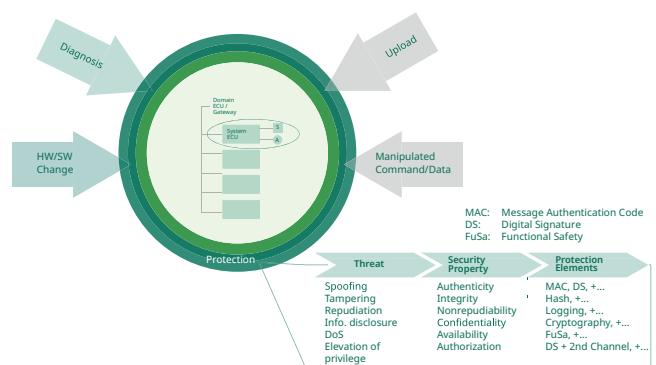 Diagnosis
Upload
Domain
ECU /
Gateway
System
ECU
S
A
HW/SW
Change
Manipulated
Command/Data
MAC: Message Authentication Code
DS: Digital Signature
FuSa: Functional Safety
Protection
Threat
Security
Property
Protection
Elements
Spoofing Authenticity MAC, DS, +...
Tampering Integrity Hash, +...
Repudiation Nonrepudiability Logging, +...
Info. disclosure Confidentiality Cryptography, +...
DoS Availability FuSa, +...
Elevation of Authorization DS + 2nd Channel, +...
privilege